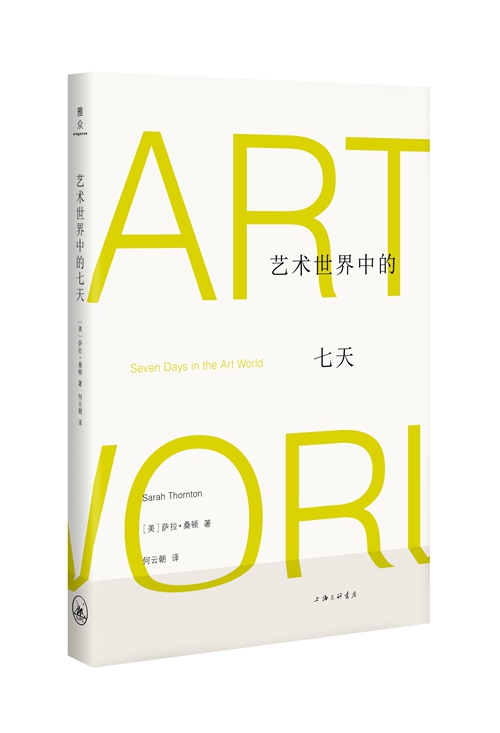 雅众
elegance
艺术世界中的七天
［美］萨拉・桑顿 著 何云朝 译
ART
艺术世界中的
七天
Seven Days in the Art World
WORL
Sarah Thornton
［美］萨拉・桑顿 著
何云朝 译
上海三联书店